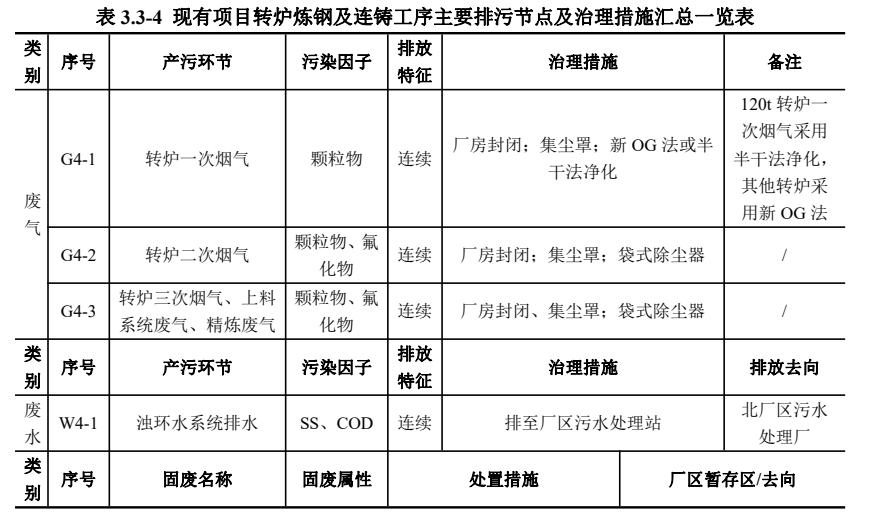 表 3.3-4 现有项目转炉炼钢及连铸工序主要排污节点及治理措施汇总一览表
类别 序号 产污环节 污染因子 排放特征 治理措施 备注
废气
G4-1 转炉一次烟气 颗粒物 连续 厂房封闭；集尘罩；新 OG 法或半干法净化 120t 转炉一次烟气采用半干法净化，其他转炉采用新 OG 法
G4-2 转炉二次烟气 颗粒物、氟化物 连续 厂房封闭；集尘罩；袋式除尘器 /
G4-3 转炉三次烟气、上料系统废气、精炼废气 颗粒物、氟化物 连续 厂房封闭、集尘罩；袋式除尘器 /
类别 序号 产污环节 污染因子 排放特征 治理措施 排放去向
废水 W4-1 浊环水系统排水 SS、COD 连续 排至厂区污水处理站 北厂区污水处理厂
类别 序号 固废名称 固废属性 处置措施 厂区暂存区/去向